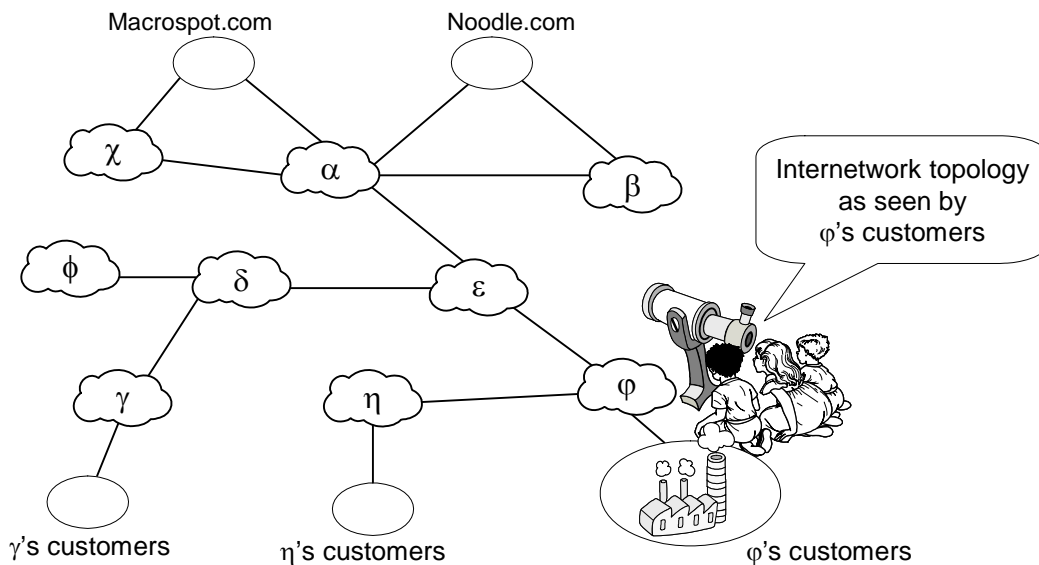 Macrospot.com
Noodle.com
χ
α
β
Internetwork topology
as seen by
φ's customers
ϕ
δ
ε
γ
η
φ
γ's customers
η's customers
φ's customers